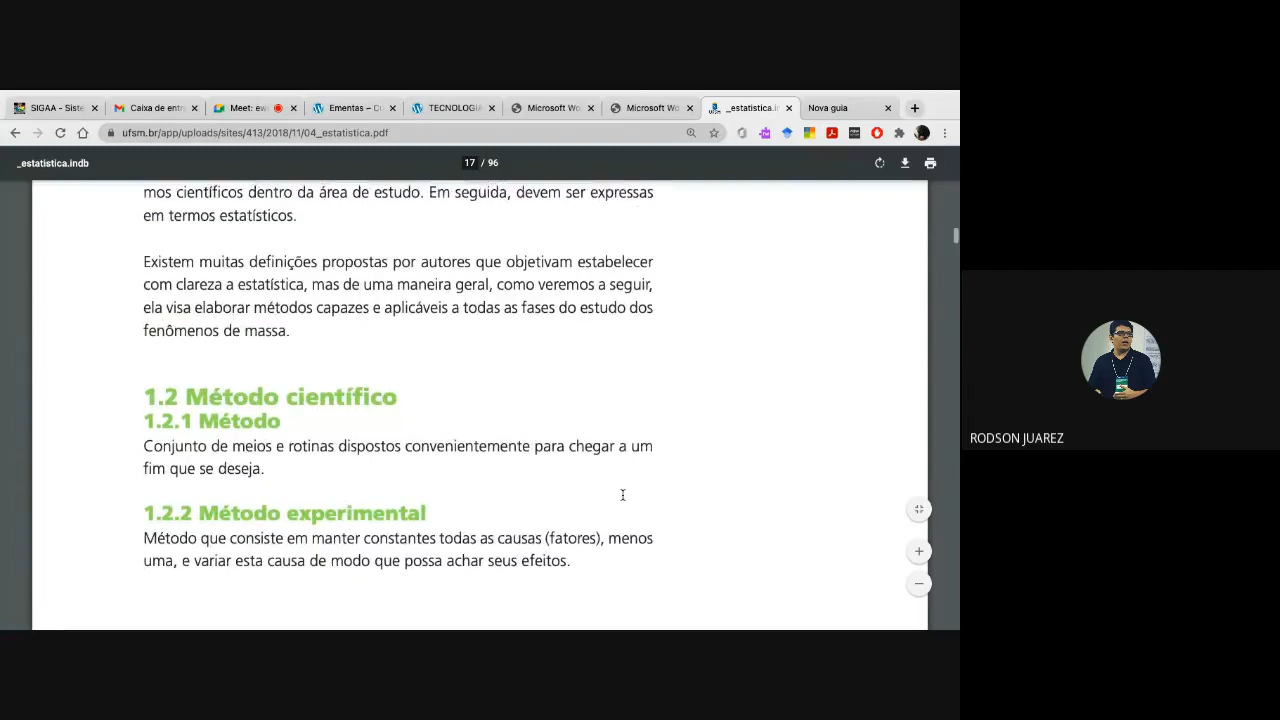 SIGAA - Siste
Caixa de entr
Meet: ew
Ementas – Co
TECNOLOGIA
Microsoft Wo
Microsoft Wo
_estatistica.in
Nova guia
ufsm.br/app/uploads/sites/413/2018/11/04_estatistica.pdf
_estatistica.indb
17 / 96
mos científicos dentro da área de estudo. Em seguida, devem ser expressas
em termos estatísticos.
Existem muitas definições propostas por autores que objetivam estabelecer
com clareza a estatística, mas de uma maneira geral, como veremos a seguir,
ela visa elaborar métodos capazes e aplicáveis a todas as fases do estudo dos
fenômenos de massa.
1.2 Método científico
1.2.1 Método
Conjunto de meios e rotinas dispostos convenientemente para chegar a um
fim que se deseja.
1.2.2 Método experimental
Método que consiste em manter constantes todas as causas (fatores), menos
uma, e variar esta causa de modo que possa achar seus efeitos.
RODSON JUAREZ